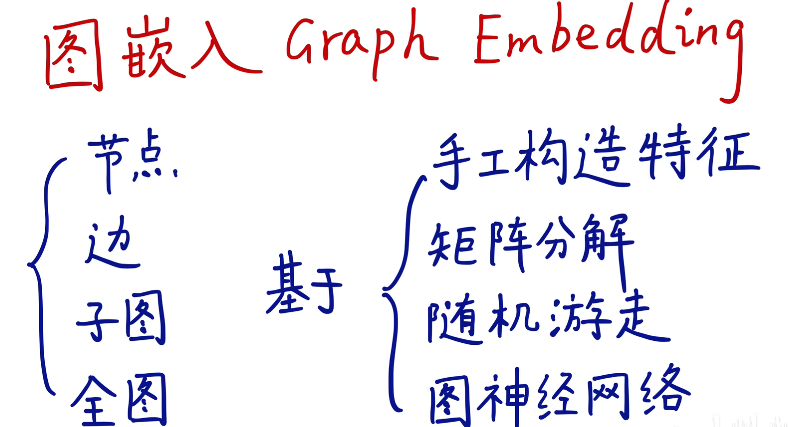 图嵌入 Graph Embedding
节点
边
子图
全图
基于
手工构造特征
矩阵分解
随机游走
图神经网络